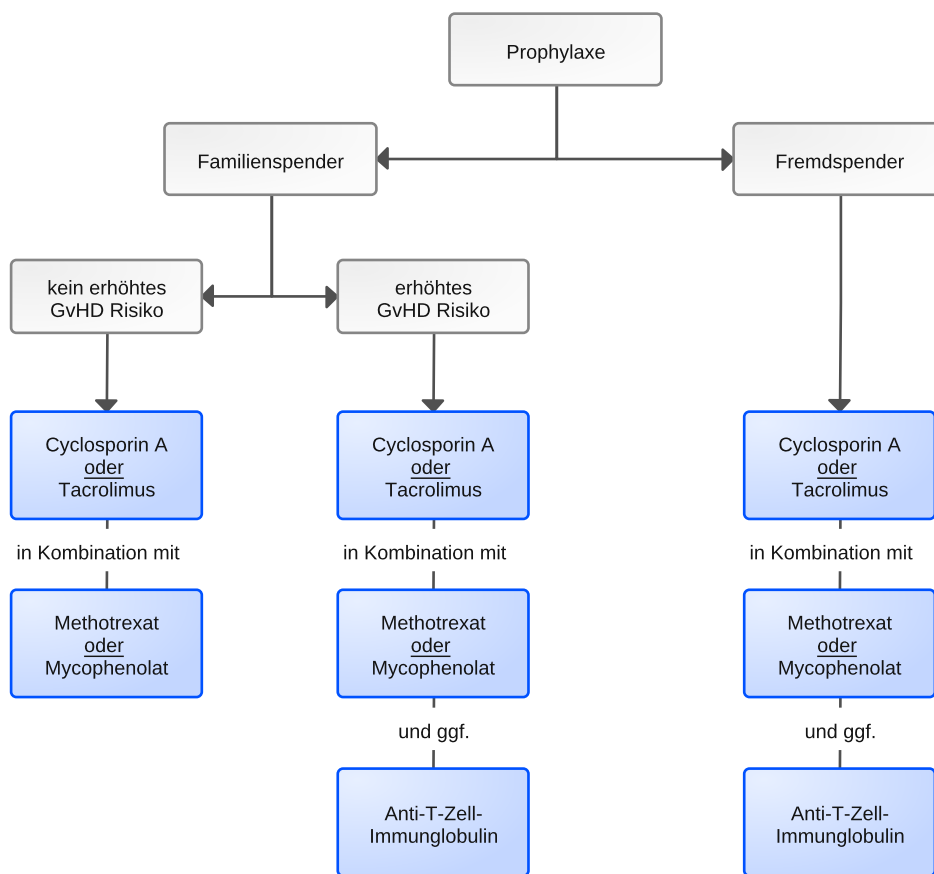 Prophylaxe
Familienspender
Fremdspender
kein erhöhtes
GvHD Risiko
erhöhtes
GvHD Risiko
Cyclosporin A
oder
Tacrolimus
Cyclosporin A
oder
Tacrolimus
Cyclosporin A
oder
Tacrolimus
in Kombination mit
in Kombination mit
in Kombination mit
Methotrexat
oder
Mycophenolat
Methotrexat
oder
Mycophenolat
Methotrexat
oder
Mycophenolat
und ggf.
und ggf.
Anti-T-Zell-
Immunglobulin
Anti-T-Zell-
Immunglobulin